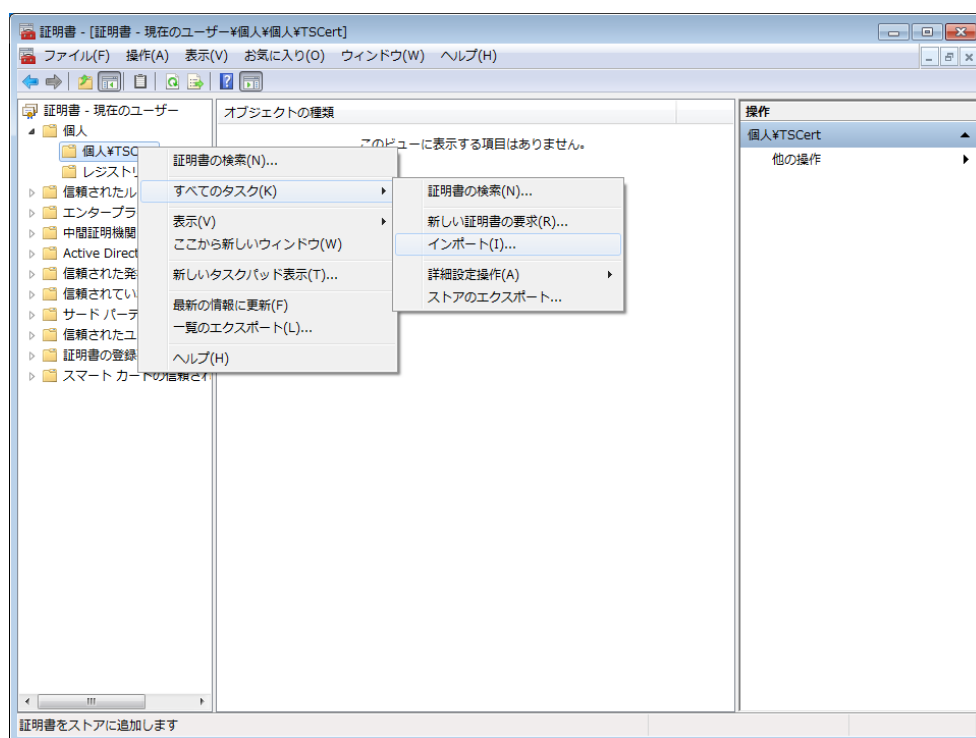 証明書 - [証明書 - 現在のユーザー¥個人¥個人¥TSCert]
ファイル(F) 操作(A) 表示(V) お気に入り(O) ウィンドウ(W) ヘルプ(H)
証明書 - 現在のユーザー
個人
個人¥TSC
レジストリ
信頼されたル
エンタープラ
中間証明機関
Active Direct
信頼された発
信頼されてい
サード パーテ
信頼されたユ
証明書の登録
スマート カードの信頼され
オブジェクトの種類
このビューに表示する項目はありません。
証明書の検索(N)...
すべてのタスク(K)
表示(V)
ここから新しいウィンドウ(W)
新しいタスクパッド表示(T)...
最新の情報に更新(F)
一覧のエクスポート(L)...
ヘルプ(H)
証明書の検索(N)...
新しい証明書の要求(R)...
インポート(I)...
詳細設定操作(A)
ストアのエクスポート...
操作
個人¥TSCert
他の操作
証明書をストアに追加します